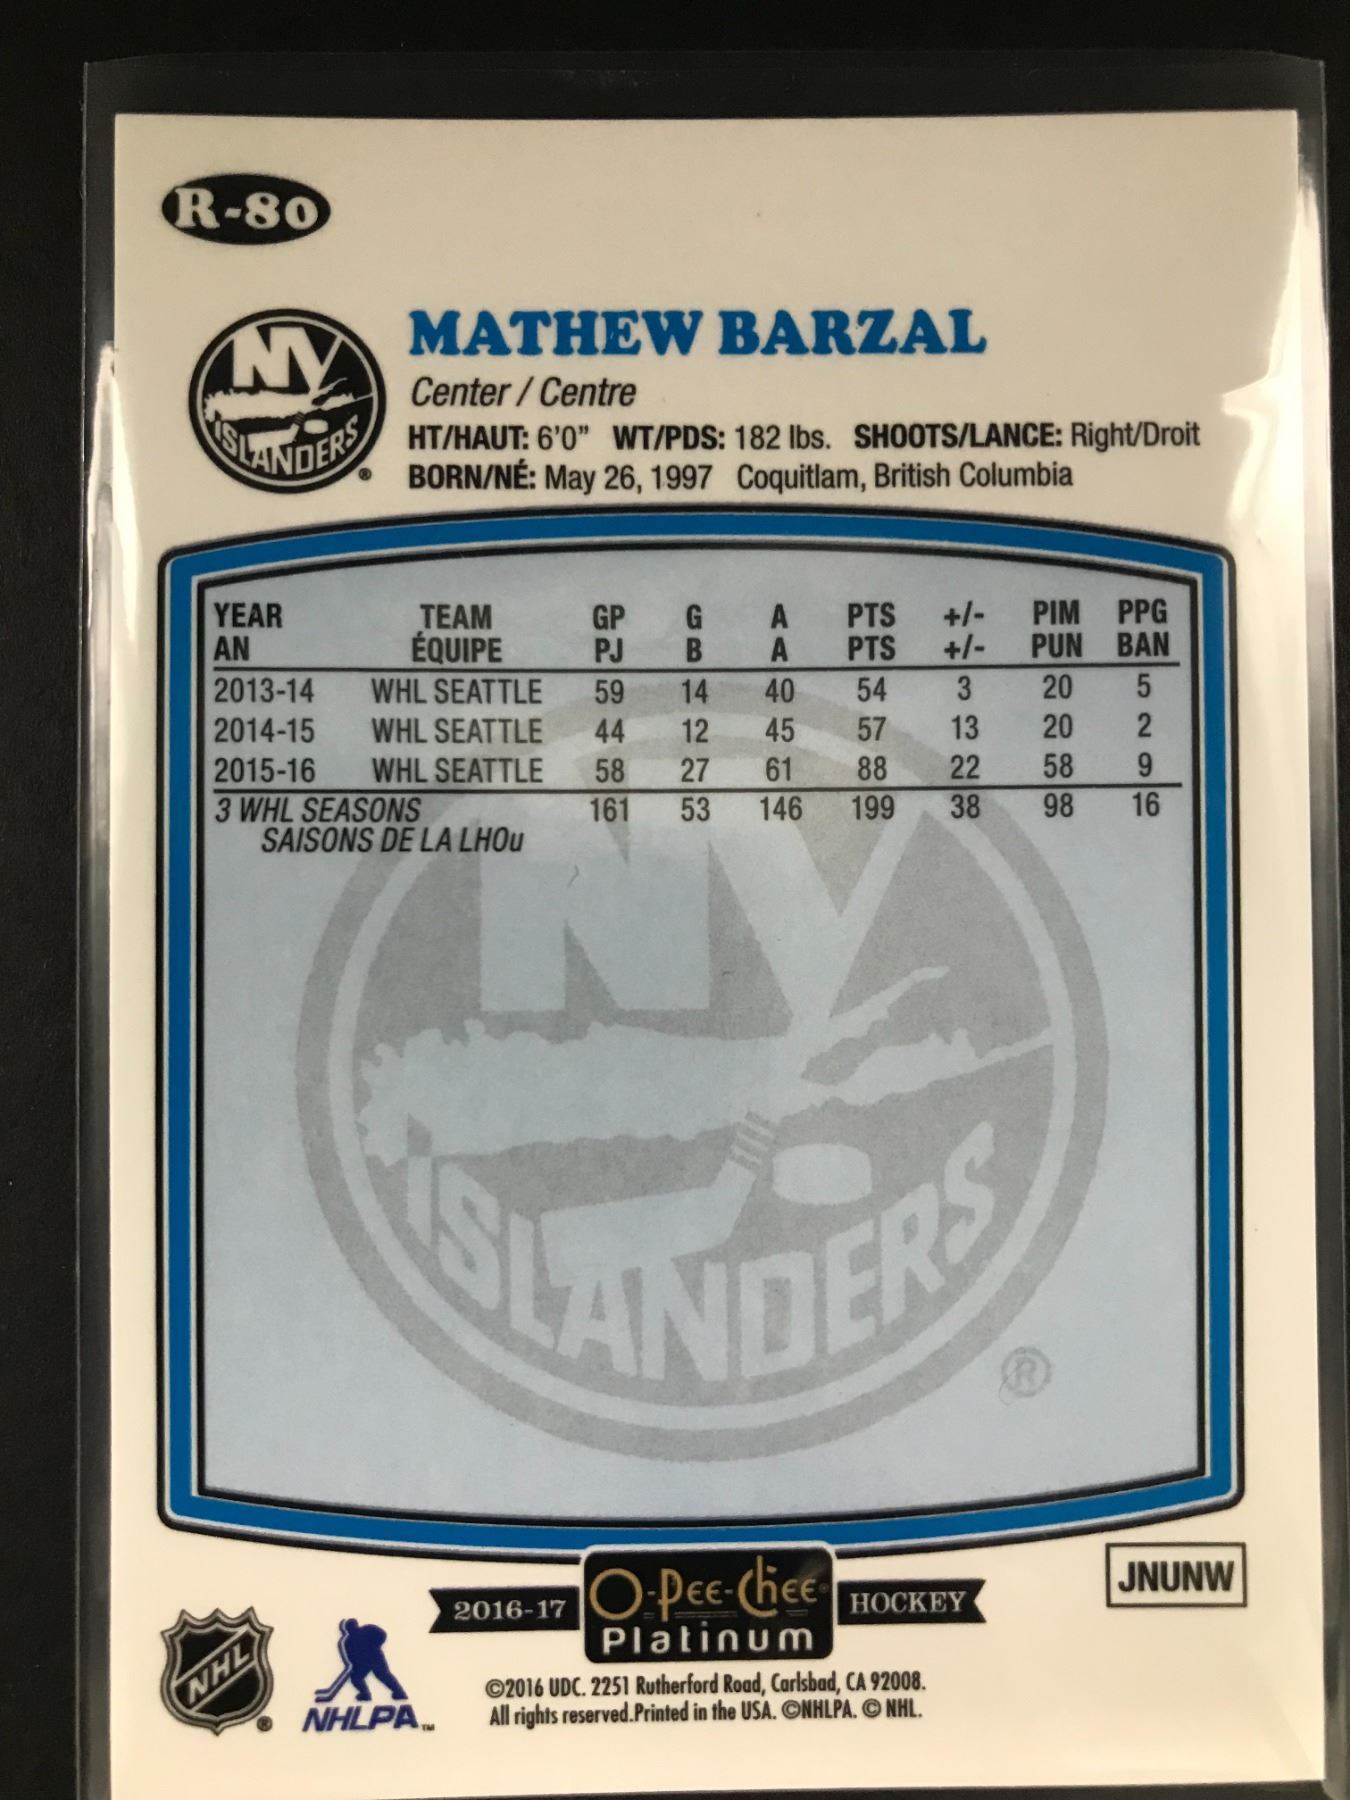 R-80
NY
ISLANDERS
®
MATHEW BARZAL
Center / Centre
HT/HAUT: 6'0" WT/PDS: 182 lbs. SHOOTS/LANCE: Right/Droit
BORN/NÉ: May 26, 1997 Coquitlam, British Columbia
YEAR TEAM GP G A PTS +/- PIM PPG
AN ÉQUIPE PJ B A PTS +/- PUN BAN
2013-14 WHL SEATTLE 59 14 40 54 3 20 5
2014-15 WHL SEATTLE 44 12 45 57 13 20 2
2015-16 WHL SEATTLE 58 27 61 88 22 58 9
3 WHL SEASONS 161 53 146 199 38 98 16
SAISONS DE LA LHOu
NY
ISLANDERS
®
JNUNW
2016-17 O-Pee-Chee® HOCKEY
Platinum
NHL ®
NHLPA™
©2016 UDC. 2251 Rutherford Road, Carlsbad, CA 92008.
All rights reserved.Printed in the USA. ©NHLPA. © NHL.